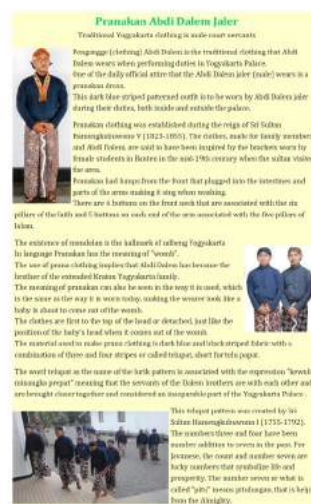 Pranakan Abdi Dalem Jaler
Traditional Yogyakarta clothing is male court servants
Pengangge (clothing) Abdi Dalem is the traditional clothing that Abdi
Dalem wears when performing duties in Yogyakarta Palace.
One of the daily official attire that the Abdi Dalem jaler (male) wears is a
pranakan dress.
This dark blue striped patterned outfit is to be worn by Abdi Dalem jaler
during their duties, both inside and outside the palace.
Pranakan clothing was established during the reign of Sri Sultan
Hamengkubuwono V (1823-1855). The clothes, made for family members
and Abdi Dalem, are said to have been inspired by the brackets worn by
female students in Banten in the mid-19th century when the sultan visited
the area.
Pranakan had lumps from the front that plugged into the intestines and
parts of the arms making it sling when washing.
There are 6 buttons on the front neck that are associated with the six
pillars of the faith and 5 buttons on each end of the arm associated with the five pillars of
Islam.
The existence of mondolan is the hallmark of udheng Yogyakarta
In language Pranakan has the meaning of "womb".
The use of prana clothing implies that Abdi Dalem has become the
brother of the extended Kraton Yogyakarta family.
The meaning of pranakan can also be seen in the way it is used, which
is the same as the way it is worn today, making the wearer look like a
baby is about to come out of the womb.
The clothes are first to the top of the head or detached, just like the
position of the baby's head when it comes out of the womb.
The material used to make prana clothing is dark blue and black striped fabric with a
combination of three and four stripes or called telupat, short for telu papat.
The word telupat as the name of the lurik pattern is associated with the expression "kewulu
minangka prepat" meaning that the servants of the Dalem brothers are with each other and
are brought closer together and considered an inseparable part of the Yogyakarta Palace .
This telupat pattern was created by Sri
Sultan Hamengkubuwana I (1755-1792).
The numbers three and four have been
number addition to seven in the past. For
Javanese, the count and number seven are
lucky numbers that symbolize life and
prosperity. The number seven or what is
called "pitu" means pitulungan, that is help
from the Almighty.